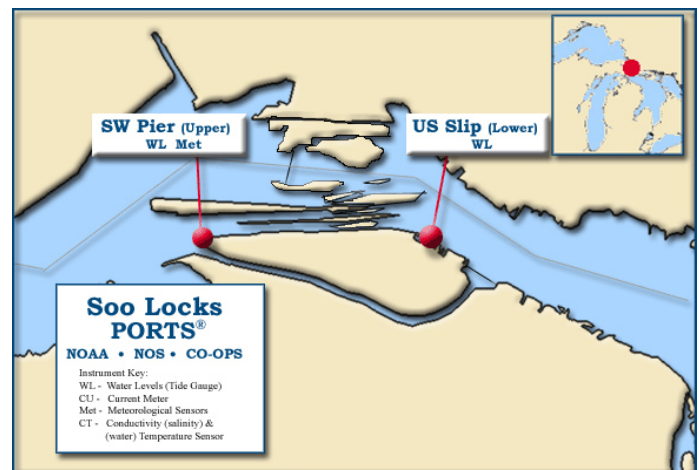 SW Pier (Upper)
WL Met
US Slip (Lower)
WL
Soo Locks
PORTS®
NOAA • NOS • CO-OPS
Instrument Key:
WL - Water Levels (Tide Gauge)
CU - Current Meter
Met - Meteorological Sensors
CT - Conductivity (salinity) &
(water) Temperature Sensor